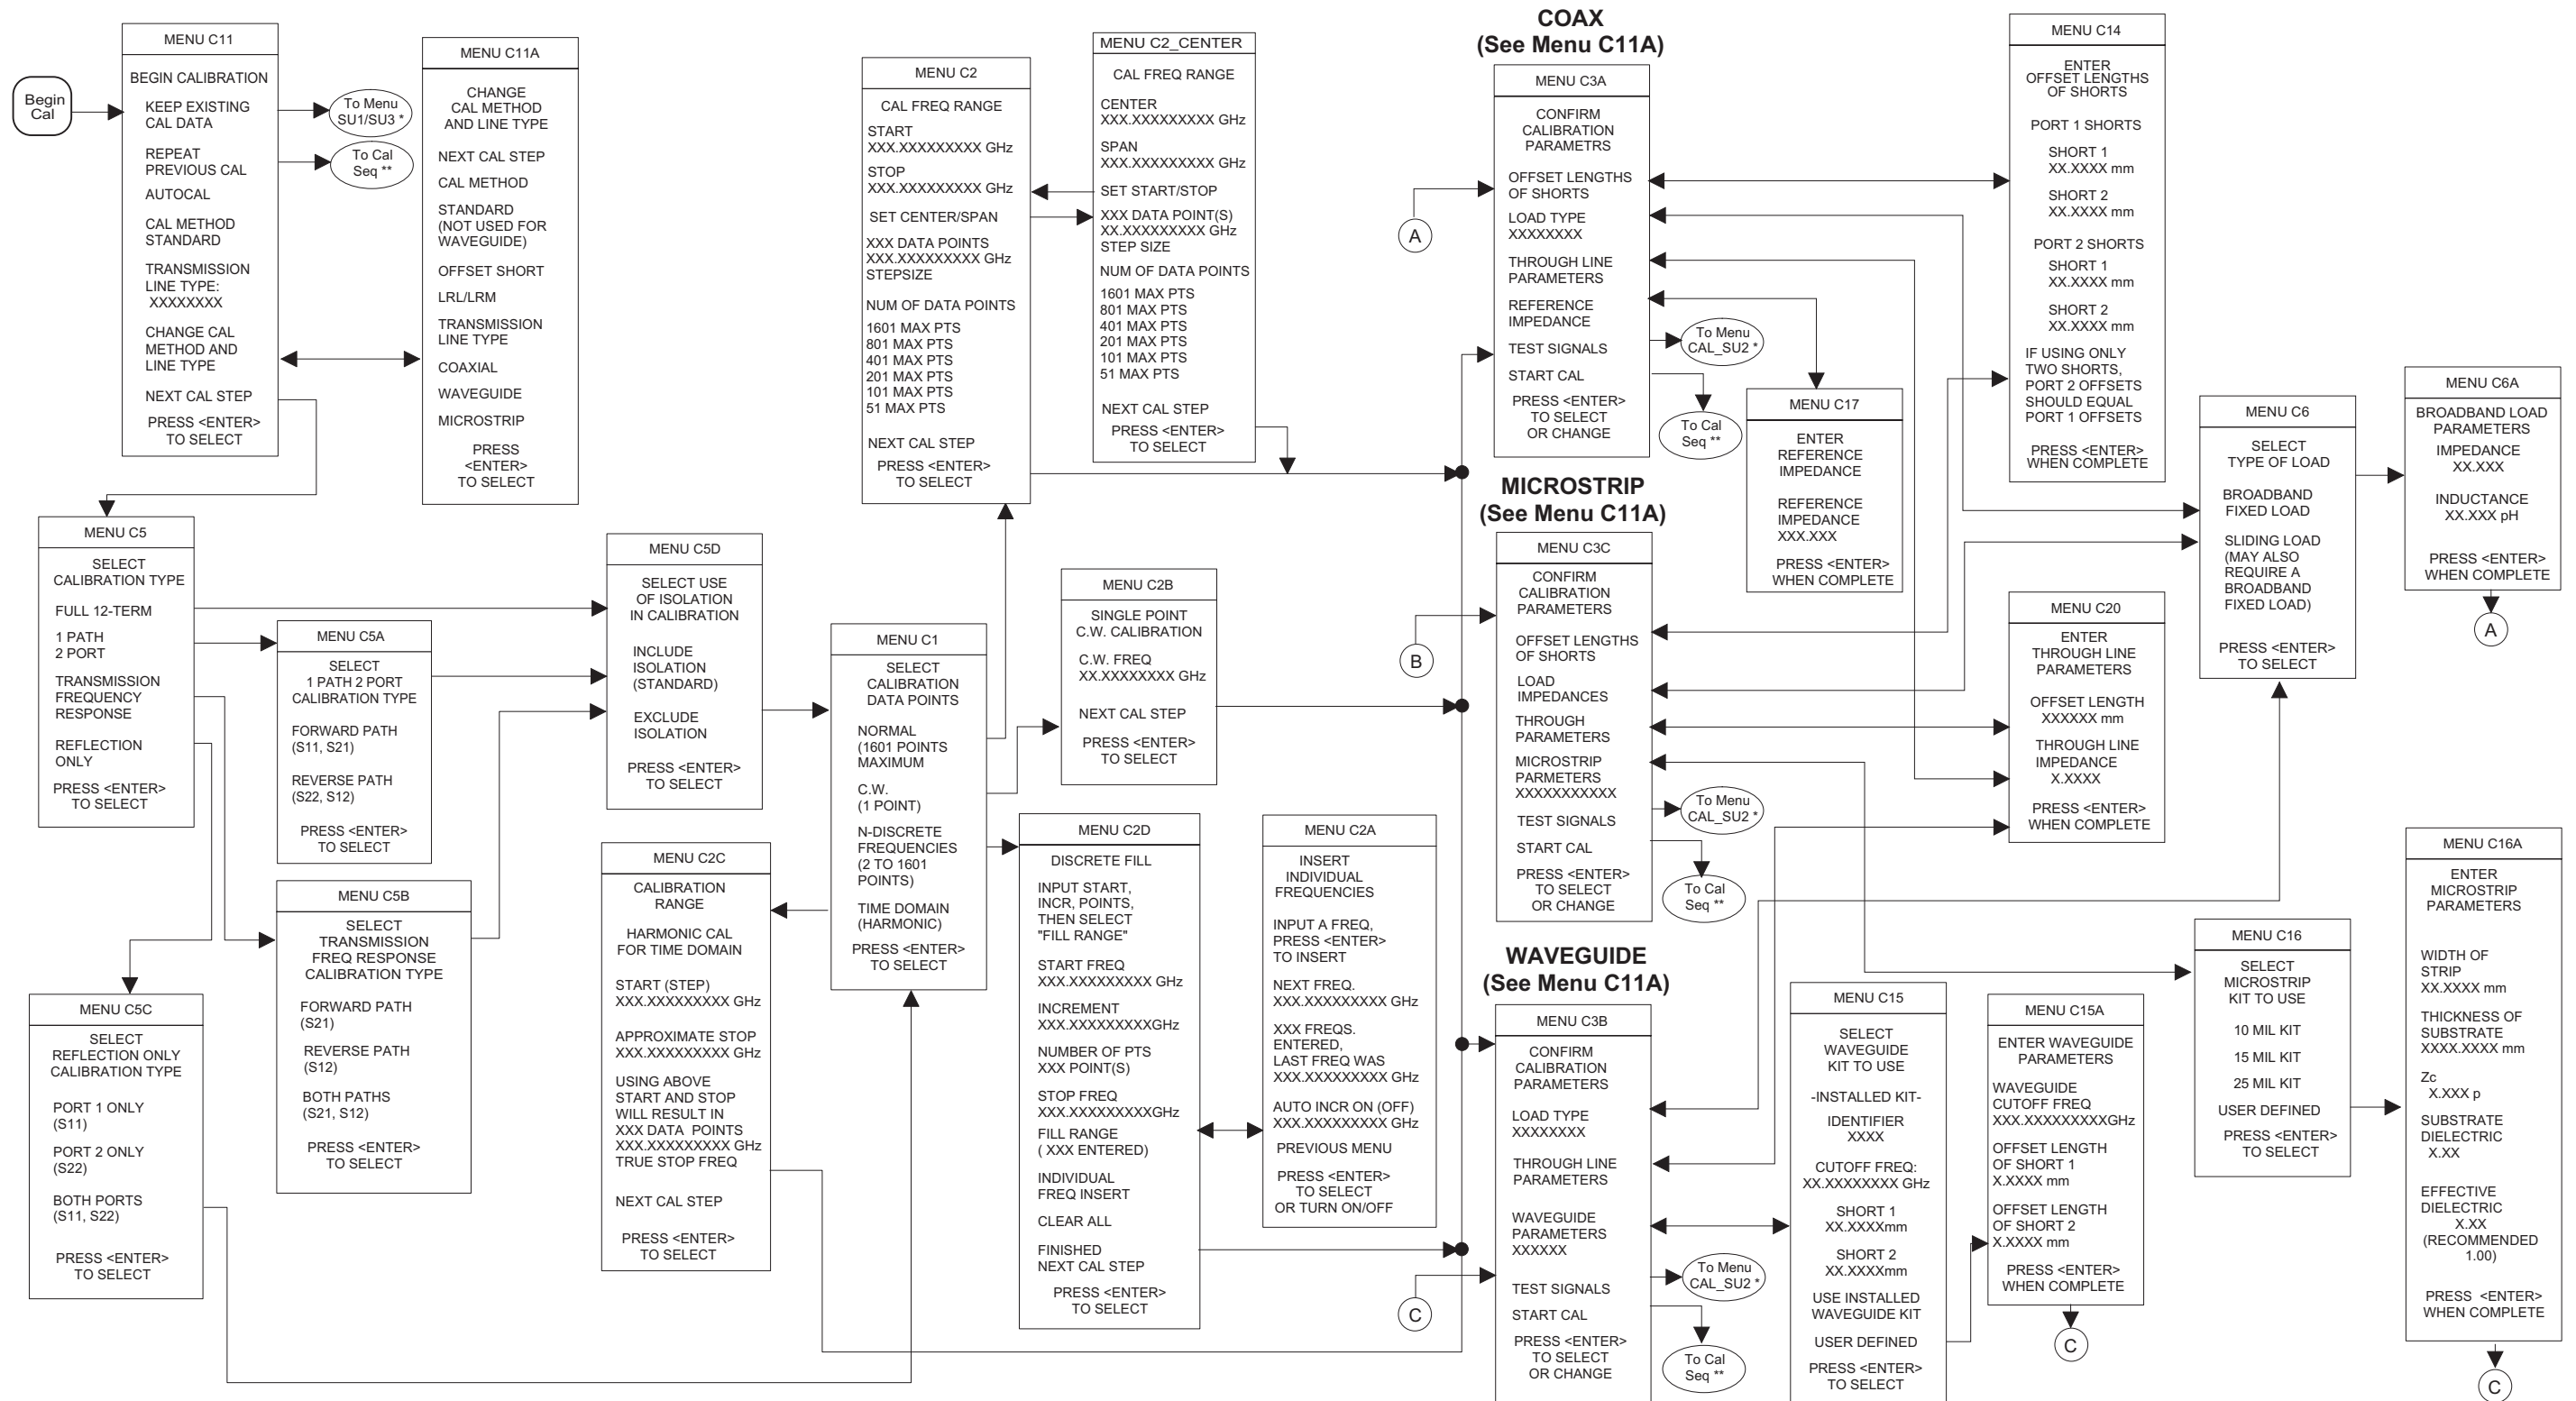 Begin
Cal
MENU C11
BEGIN CALIBRATION
KEEP EXISTING
CAL DATA
REPEAT
PREVIOUS CAL
AUTOCAL
CAL METHOD
STANDARD
TRANSMISSION
LINE TYPE:
XXXXXXXX
CHANGE CAL
METHOD AND
LINE TYPE
NEXT CAL STEP
PRESS <ENTER>
TO SELECT
To Menu
SU1/SU3 *
To Cal
Seq **
MENU C11A
CHANGE
CAL METHOD
AND LINE TYPE
NEXT CAL STEP
CAL METHOD
STANDARD
(NOT USED FOR
WAVEGUIDE)
OFFSET SHORT
LRL/LRM
TRANSMISSION
LINE TYPE
COAXIAL
WAVEGUIDE
MICROSTRIP
PRESS
<ENTER>
TO SELECT
MENU C5
SELECT
CALIBRATION TYPE
FULL 12-TERM
1 PATH
2 PORT
TRANSMISSION
FREQUENCY
RESPONSE
REFLECTION
ONLY
PRESS <ENTER>
TO SELECT
MENU C5A
SELECT
1 PATH 2 PORT
CALIBRATION TYPE
FORWARD PATH
(S11, S21)
REVERSE PATH
(S22, S12)
PRESS <ENTER>
TO SELECT
MENU C5B
SELECT
TRANSMISSION
FREQ RESPONSE
CALIBRATION TYPE
FORWARD PATH
(S21)
REVERSE PATH
(S12)
BOTH PATHS
(S21, S12)
PRESS <ENTER>
TO SELECT
MENU C5C
SELECT
REFLECTION ONLY
CALIBRATION TYPE
PORT 1 ONLY
(S11)
PORT 2 ONLY
(S22)
BOTH PORTS
(S11, S22)
PRESS <ENTER>
TO SELECT
MENU C5D
SELECT USE
OF ISOLATION
IN CALIBRATION
INCLUDE
ISOLATION
(STANDARD)
EXCLUDE
ISOLATION
PRESS <ENTER>
TO SELECT
MENU C2C
CALIBRATION
RANGE
HARMONIC CAL
FOR TIME DOMAIN
START (STEP)
XXX.XXXXXXXXX GHz
APPROXIMATE STOP
XXX.XXXXXXXXX GHz
USING ABOVE
START AND STOP
WILL RESULT IN
XXX DATA POINTS
XXX.XXXXXXXXX GHz
TRUE STOP FREQ
NEXT CAL STEP
PRESS <ENTER>
TO SELECT
MENU C1
SELECT
CALIBRATION
DATA POINTS
NORMAL
(1601 POINTS
MAXIMUM
C.W.
(1 POINT)
N-DISCRETE
FREQUENCIES
(2 TO 1601
POINTS)
TIME DOMAIN
(HARMONIC)
PRESS <ENTER>
TO SELECT
MENU C2
CAL FREQ RANGE
START
XXX.XXXXXXXXX GHz
STOP
XXX.XXXXXXXXX GHz
SET CENTER/SPAN
XXX DATA POINTS
XXX.XXXXXXXXX GHz
STEPSIZE
NUM OF DATA POINTS
1601 MAX PTS
801 MAX PTS
401 MAX PTS
201 MAX PTS
101 MAX PTS
51 MAX PTS
NEXT CAL STEP
PRESS <ENTER>
TO SELECT
MENU C2_CENTER
CAL FREQ RANGE
CENTER
XXX.XXXXXXXXX GHz
SPAN
XXX.XXXXXXXXX GHz
SET START/STOP
XXX DATA POINT(S)
XX.XXXXXXXXX GHz
STEP SIZE
NUM OF DATA POINTS
1601 MAX PTS
801 MAX PTS
401 MAX PTS
201 MAX PTS
101 MAX PTS
51 MAX PTS
NEXT CAL STEP
PRESS <ENTER>
TO SELECT
MENU C2B
SINGLE POINT
C.W. CALIBRATION
C.W. FREQ
XX.XXXXXXXX GHz
NEXT CAL STEP
PRESS <ENTER>
TO SELECT
MENU C2D
DISCRETE FILL
INPUT START,
INCR, POINTS,
THEN SELECT
"FILL RANGE"
START FREQ
XXX.XXXXXXXXX GHz
INCREMENT
XXX.XXXXXXXXXGHz
NUMBER OF PTS
XXX POINT(S)
STOP FREQ
XXX.XXXXXXXXXGHz
FILL RANGE
( XXX ENTERED)
INDIVIDUAL
FREQ INSERT
CLEAR ALL
FINISHED
NEXT CAL STEP
PRESS <ENTER>
TO SELECT
MENU C2A
INSERT
INDIVIDUAL
FREQUENCIES
INPUT A FREQ,
PRESS <ENTER>
TO INSERT
NEXT FREQ.
XXX.XXXXXXXXX GHz
XXX FREQS.
ENTERED,
LAST FREQ WAS
XXX.XXXXXXXXX GHz
AUTO INCR ON (OFF)
XXX.XXXXXXXXX GHz
PREVIOUS MENU
PRESS <ENTER>
TO SELECT
OR TURN ON/OFF
COAX
(See Menu C11A)
A
MENU C3A
CONFIRM
CALIBRATION
PARAMETRS
OFFSET LENGTHS
OF SHORTS
LOAD TYPE
XXXXXXXX
THROUGH LINE
PARAMETERS
REFERENCE
IMPEDANCE
TEST SIGNALS
START CAL
PRESS <ENTER>
TO SELECT
OR CHANGE
To Menu
CAL_SU2 *
To Cal
Seq **
MENU C17
ENTER
REFERENCE
IMPEDANCE
REFERENCE
IMPEDANCE
XXX.XXX
PRESS <ENTER>
WHEN COMPLETE
MICROSTRIP
(See Menu C11A)
B
MENU C3C
CONFIRM
CALIBRATION
PARAMETERS
OFFSET LENGTHS
OF SHORTS
LOAD
IMPEDANCES
THROUGH
PARAMETERS
MICROSTRIP
PARMETERS
XXXXXXXXXXX
TEST SIGNALS
START CAL
PRESS <ENTER>
TO SELECT
OR CHANGE
To Menu
CAL_SU2 *
To Cal
Seq **
WAVEGUIDE
(See Menu C11A)
C
MENU C3B
CONFIRM
CALIBRATION
PARAMETERS
LOAD TYPE
XXXXXXXX
THROUGH LINE
PARAMETERS
WAVEGUIDE
PARAMETERS
XXXXXX
TEST SIGNALS
START CAL
PRESS <ENTER>
TO SELECT
OR CHANGE
To Menu
CAL_SU2 *
To Cal
Seq **
MENU C15
SELECT
WAVEGUIDE
KIT TO USE
-INSTALLED KIT-
IDENTIFIER
XXXX
CUTOFF FREQ:
XX.XXXXXXXX GHz
SHORT 1
XX.XXXXmm
SHORT 2
XX.XXXXmm
USE INSTALLED
WAVEGUIDE KIT
USER DEFINED
PRESS <ENTER>
TO SELECT
MENU C15A
ENTER WAVEGUIDE
PARAMETERS
WAVEGUIDE
CUTOFF FREQ
XXX.XXXXXXXXXGHz
OFFSET LENGTH
OF SHORT 1
X.XXXX mm
OFFSET LENGTH
OF SHORT 2
X.XXXX mm
PRESS <ENTER>
WHEN COMPLETE
C
MENU C14
ENTER
OFFSET LENGTHS
OF SHORTS
PORT 1 SHORTS
SHORT 1
XX.XXXX mm
SHORT 2
XX.XXXX mm
PORT 2 SHORTS
SHORT 1
XX.XXXX mm
SHORT 2
XX.XXXX mm
IF USING ONLY
TWO SHORTS,
PORT 2 OFFSETS
SHOULD EQUAL
PORT 1 OFFSETS
PRESS <ENTER>
WHEN COMPLETE
MENU C20
ENTER
THROUGH LINE
PARAMETERS
OFFSET LENGTH
XXXXXX mm
THROUGH LINE
IMPEDANCE
X.XXXX
PRESS <ENTER>
WHEN COMPLETE
MENU C6
SELECT
TYPE OF LOAD
BROADBAND
FIXED LOAD
SLIDING LOAD
(MAY ALSO
REQUIRE A
BROADBAND
FIXED LOAD)
PRESS <ENTER>
TO SELECT
MENU C6A
BROADBAND LOAD
PARAMETERS
IMPEDANCE
XX.XXX
INDUCTANCE
XX.XXX pH
PRESS <ENTER>
WHEN COMPLETE
A
MENU C16
SELECT
MICROSTRIP
KIT TO USE
10 MIL KIT
15 MIL KIT
25 MIL KIT
USER DEFINED
PRESS <ENTER>
TO SELECT
MENU C16A
ENTER
MICROSTRIP
PARAMETERS
WIDTH OF
STRIP
XX.XXXX mm
THICKNESS OF
SUBSTRATE
XXXX.XXXX mm
Zc
X.XXX p
SUBSTRATE
DIELECTRIC
X.XX
EFFECTIVE
DIELECTRIC
X.XX
(RECOMMENDED
1.00)
PRESS <ENTER>
WHEN COMPLETE
C